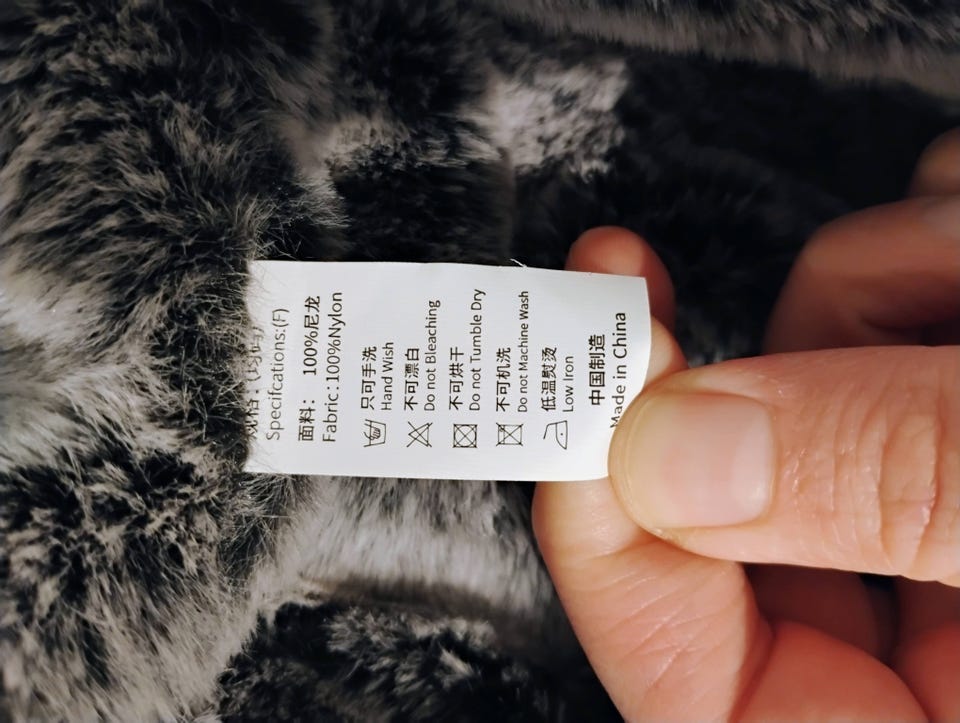 Specifcations:(F)
面料： 100%尼龙
Fabric:100%Nylon
只可手洗
Hand Wish
不可漂白
Do not Bleaching
不可烘干
Do not Tumble Dry
不可机洗
Do not Machine Wash
低温熨烫
Low Iron
中国制造
Made in China